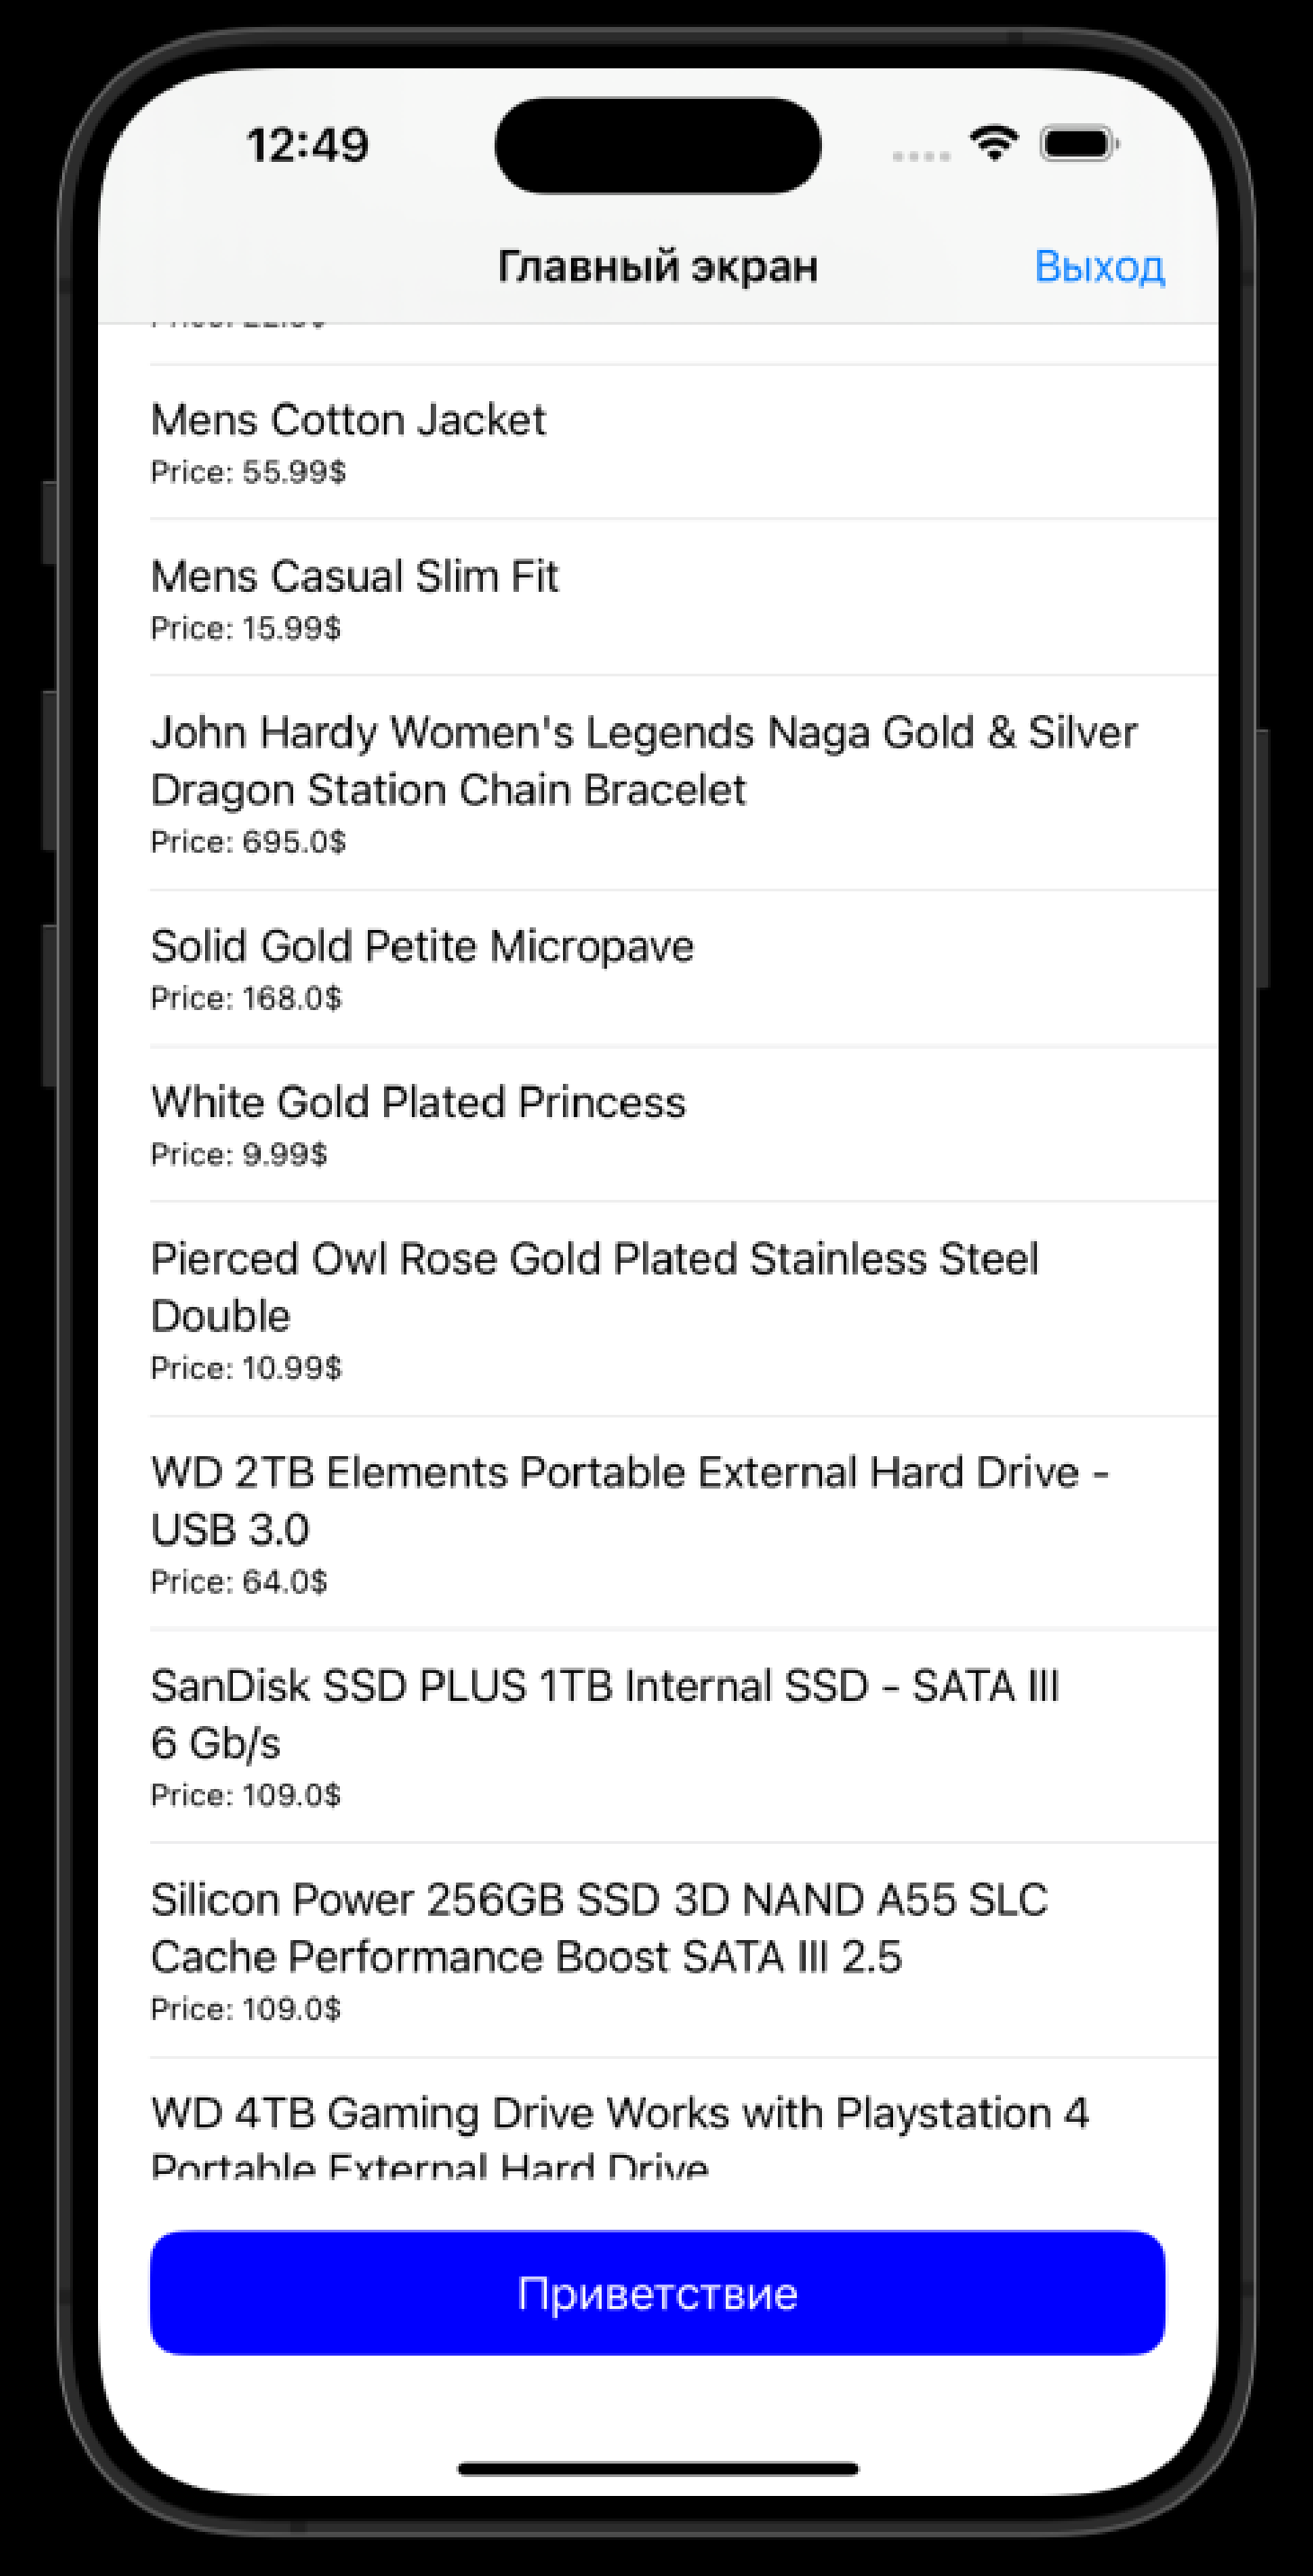 12:49
Главный экран
Выход
Mens Cotton Jacket
Price: 55.99$
Mens Casual Slim Fit
Price: 15.99$
John Hardy Women's Legends Naga Gold & Silver
Dragon Station Chain Bracelet
Price: 695.0$
Solid Gold Petite Micropave
Price: 168.0$
White Gold Plated Princess
Price: 9.99$
Pierced Owl Rose Gold Plated Stainless Steel
Double
Price: 10.99$
WD 2TB Elements Portable External Hard Drive -
USB 3.0
Price: 64.0$
SanDisk SSD PLUS 1TB Internal SSD - SATA III
6 Gb/s
Price: 109.0$
Silicon Power 256GB SSD 3D NAND A55 SLC
Cache Performance Boost SATA III 2.5
Price: 109.0$
WD 4TB Gaming Drive Works with Playstation 4
Portable External Hard Drive
Приветствие